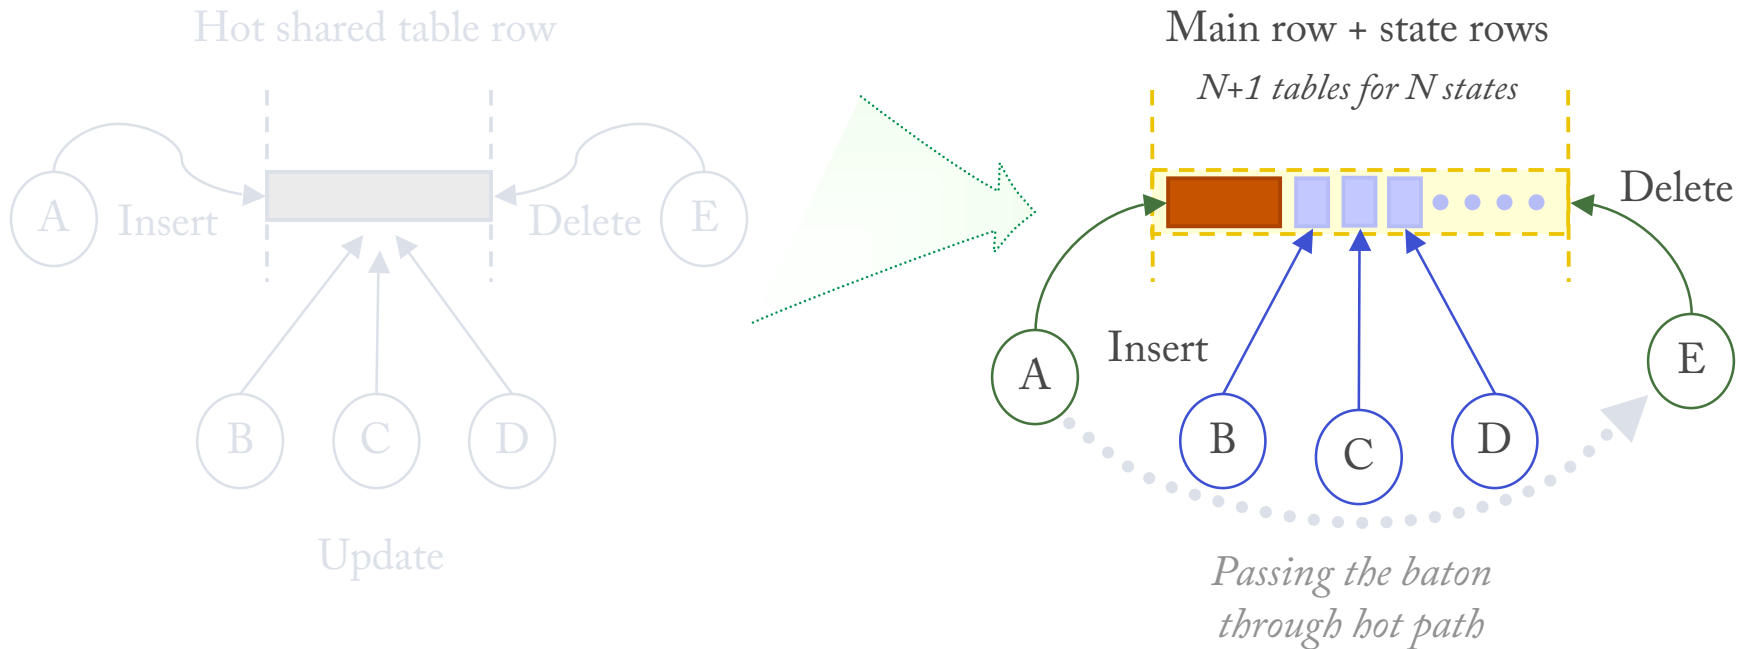 Hot shared table row
A
Insert
Delete
E
B
C
D
Update
Main row + state rows
N+1 tables for N states
Delete
Insert
A
E
B
C
D
Passing the baton
through hot path